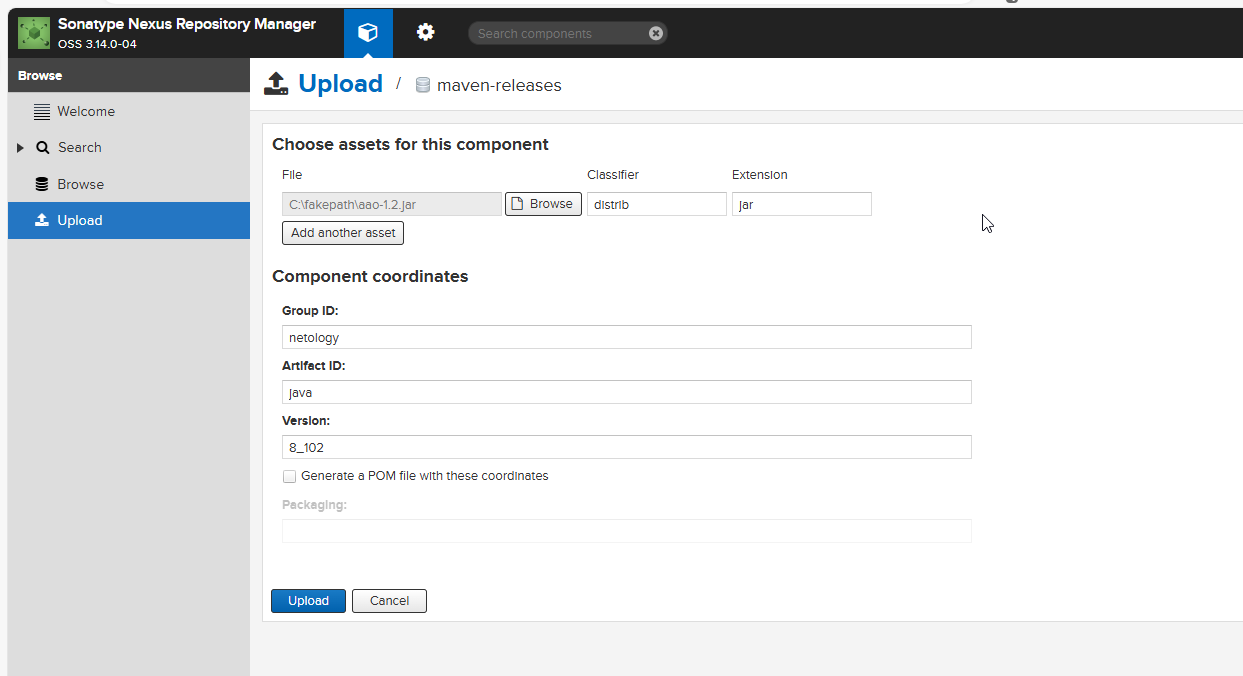 Sonatype Nexus Repository Manager
OSS 3.14.0-04
Search components
Browse
Welcome
Search
Browse
Upload
Upload / maven-releases
Choose assets for this component
File Classifier Extension
C:\fakepath\aao-1.2.jar Browse distrib jar
Add another asset
Component coordinates
Group ID:
netology
Artifact ID:
java
Version:
8_102
Generate a POM file with these coordinates
Packaging:
Upload Cancel